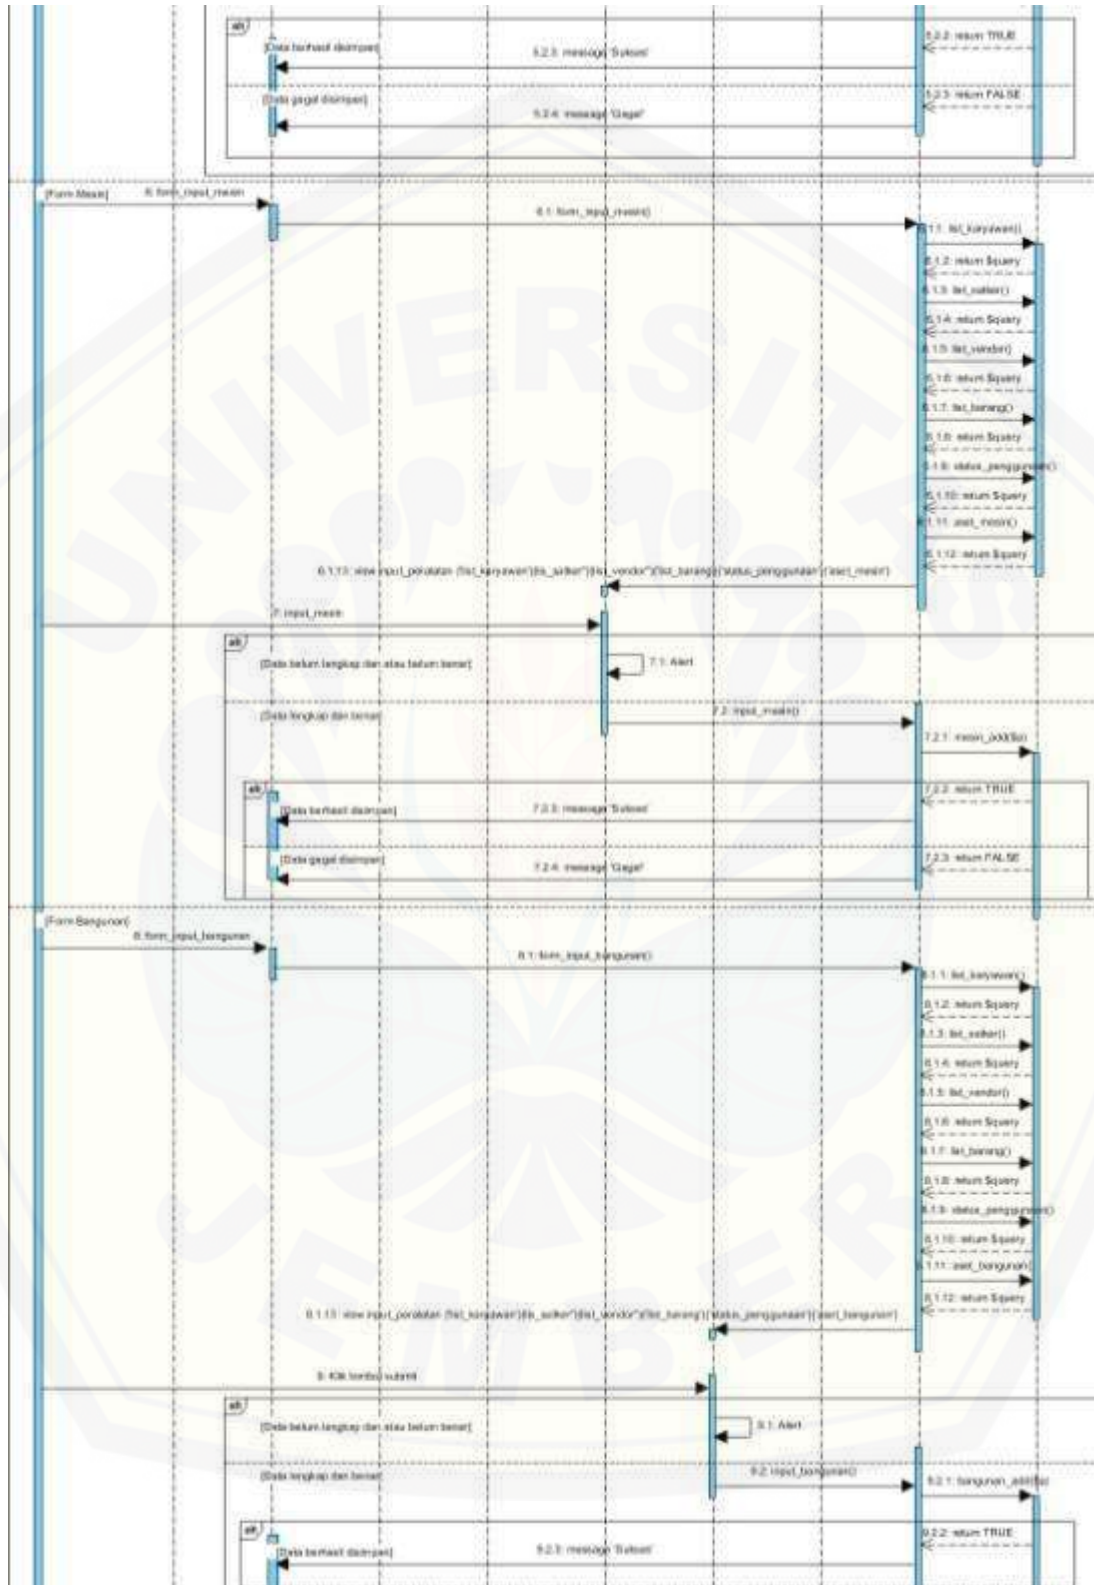 alt
5.2.2: return TRUE
[Data berhasil disimpan]
5.2.3: message 'Sukses'
5.2.3: return FALSE
[Data gagal disimpan]
5.2.4: message 'Gagal'
[Form Mesin]
6: form_input_mesin
6.1: form_input_mesin()
6.1.1: list_karyawan()
6.1.2: return $query
6.1.3: list_satker()
6.1.4: return $query
6.1.5: list_vendor()
6.1.6: return $query
6.1.7: list_barang()
6.1.8: return $query
6.1.9: status_penggunaan()
6.1.10: return $query
6.1.11: aset_mesin()
6.1.12: return $query
6.1.13: view input_peralatan
7: input_mesin
alt
[Data belum lengkap dan atau belum benar]
7.1: Alert
[Data lengkap dan benar]
7.2: input_mesin()
7.2.1: mesin_add($a)
alt
7.2.2: return TRUE
[Data berhasil disimpan]
7.2.3: message 'Sukses'
7.2.3: return FALSE
[Data gagal disimpan]
7.2.4: message 'Gagal'
[Form Bangunan]
8: form_input_bangunan
8.1: form_input_bangunan()
8.1.1: list_karyawan()
8.1.2: return $query
8.1.3: list_satker()
8.1.4: return $query
8.1.5: list_vendor()
8.1.6: return $query
8.1.7: list_barang()
8.1.8: return $query
8.1.9: status_penggunaan()
8.1.10: return $query
8.1.11: aset_bangunan()
8.1.12: return $query
8.1.13: view input_peralatan
9: Klik tombol submit
alt
[Data belum lengkap dan atau belum benar]
9.1: Alert
[Data lengkap dan benar]
9.2: input_bangunan()
9.2.1: bangunan_add($a)
alt
9.2.2: return TRUE
[Data berhasil disimpan]
9.2.3: message 'Sukses'
UNIVERSITAS
JEMBER